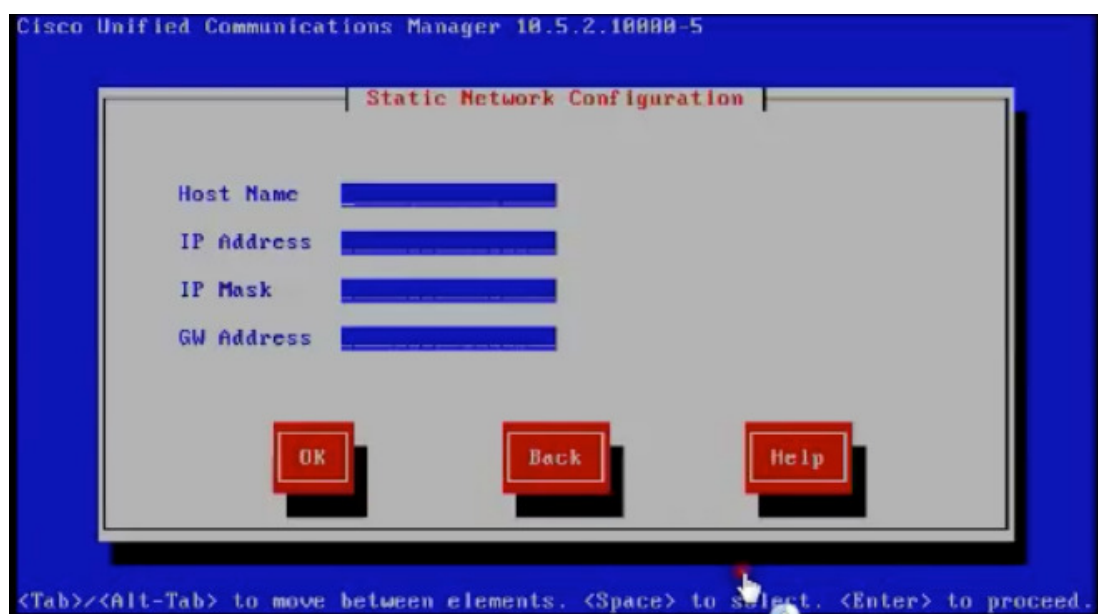 Cisco Unified Communications Manager 10.5.2.10000-5
Static Network Configuration
Host Name
IP Address
IP Mask
GW Address
OK
Back
Help
<Tab>/<Alt-Tab> to move between elements. <Space> to select. <Enter> to proceed.